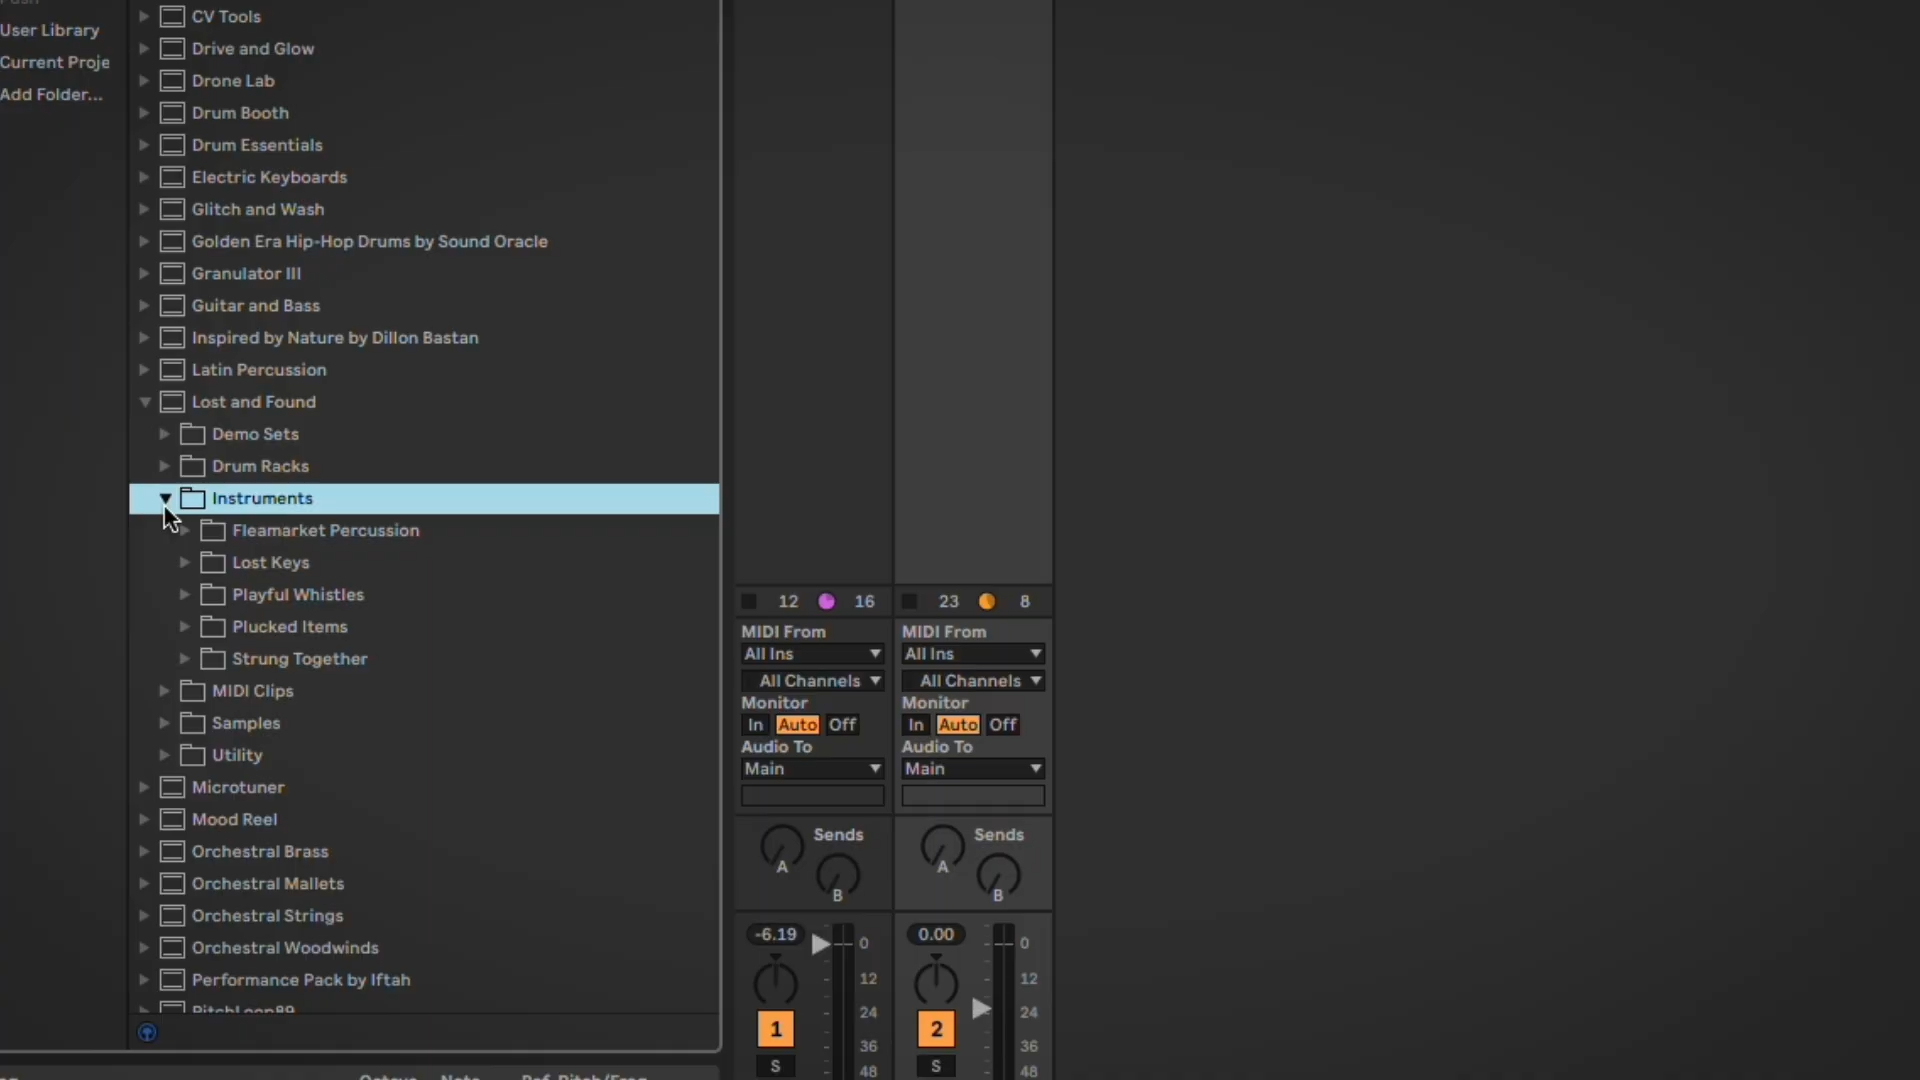 User Library
Current Proje
Add Folder...
CV Tools
Drive and Glow
Drone Lab
Drum Booth
Drum Essentials
Electric Keyboards
Glitch and Wash
Golden Era Hip-Hop Drums by Sound Oracle
Granulator III
Guitar and Bass
Inspired by Nature by Dillon Bastan
Latin Percussion
Lost and Found
Demo Sets
Drum Racks
Instruments
Fleamarket Percussion
Lost Keys
Playful Whistles
Plucked Items
Strung Together
MIDI Clips
Samples
Utility
Microtuner
Mood Reel
Orchestral Brass
Orchestral Mallets
Orchestral Strings
Orchestral Woodwinds
Performance Pack by Iftah
PitchLoop89
12 16
MIDI From
All Ins
All Channels
Monitor
In Auto Off
Audio To
Main
Sends
A
B
-6.19
0
12
24
1
36
S
48
23 8
MIDI From
All Ins
All Channels
Monitor
In Auto Off
Audio To
Main
Sends
A
B
0.00
0
12
24
2
36
S
48